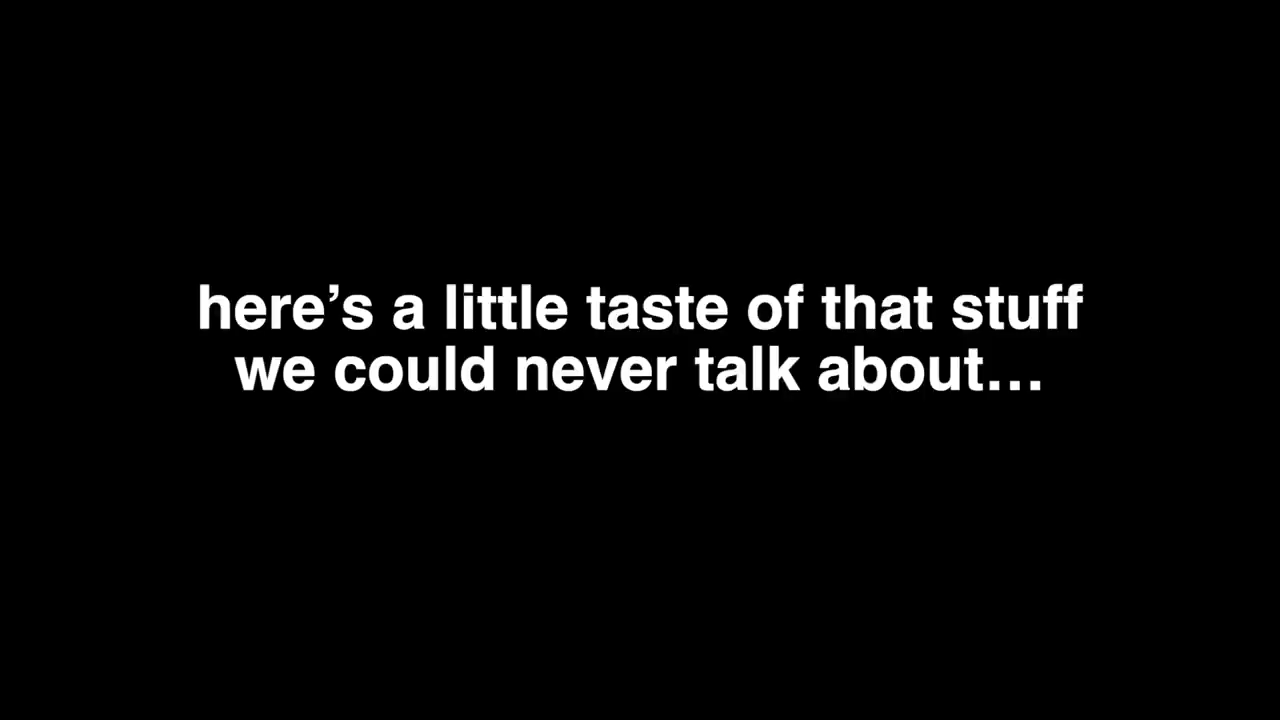 here’s a little taste of that stuff
we could never talk about…